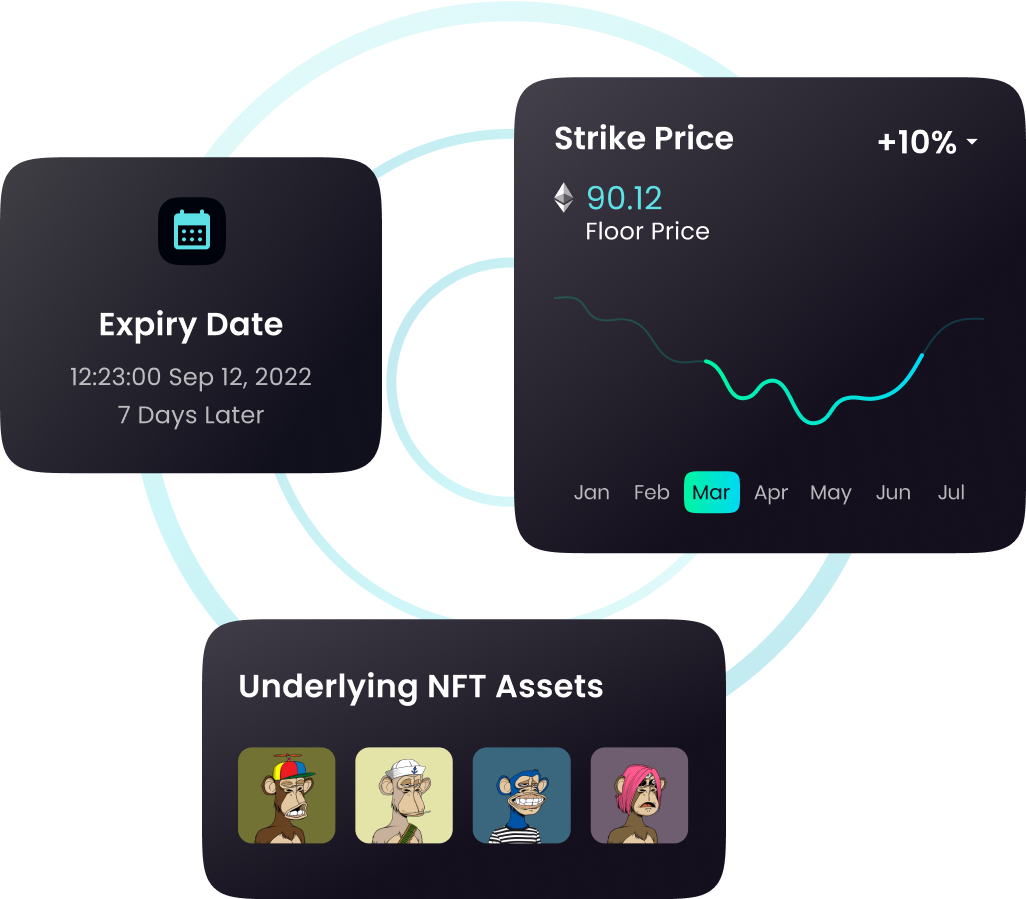 Strike Price
+10%
90.12
Floor Price
Jan Feb Mar Apr May Jun Jul
Expiry Date
12:23:00 Sep 12, 2022
7 Days Later
Underlying NFT Assets